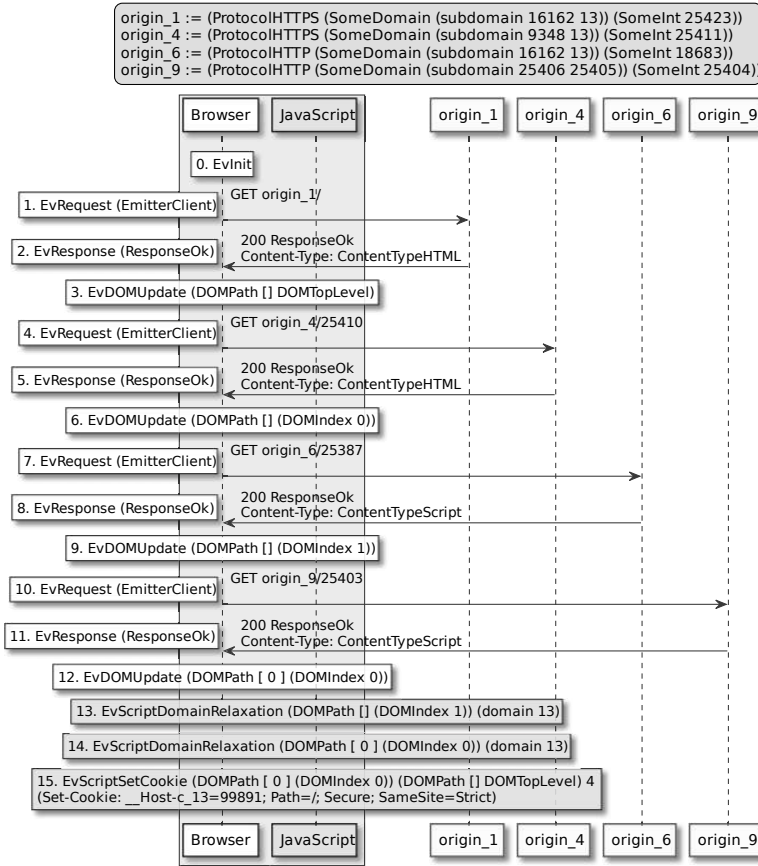 origin_1 := (ProtocolHTTPS (SomeDomain (subdomain 16162 13)) (SomeInt 25423))
origin_4 := (ProtocolHTTPS (SomeDomain (subdomain 9348 13)) (SomeInt 25411))
origin_6 := (ProtocolHTTP (SomeDomain (subdomain 16162 13)) (SomeInt 18683))
origin_9 := (ProtocolHTTP (SomeDomain (subdomain 25406 25405)) (SomeInt 25404))
Browser JavaScript origin_1 origin_4 origin_6 origin_9
0. EvInit
GET origin_1/
1. EvRequest (EmitterClient)
200 ResponseOk
2. EvResponse (ResponseOk)
Content-Type: ContentTypeHTML
3. EvDOMUpdate (DOMPath [] DOMTopLevel)
GET origin_4/25410
4. EvRequest (EmitterClient)
200 ResponseOk
5. EvResponse (ResponseOk)
Content-Type: ContentTypeHTML
6. EvDOMUpdate (DOMPath [] (DOMIndex 0))
GET origin_6/25387
7. EvRequest (EmitterClient)
200 ResponseOk
8. EvResponse (ResponseOk)
Content-Type: ContentTypeScript
9. EvDOMUpdate (DOMPath [] (DOMIndex 1))
GET origin_9/25403
10. EvRequest (EmitterClient)
200 ResponseOk
11. EvResponse (ResponseOk)
Content-Type: ContentTypeScript
12. EvDOMUpdate (DOMPath [ 0 ] (DOMIndex 0))
13. EvScriptDomainRelaxation (DOMPath [] (DOMIndex 1)) (domain 13)
14. EvScriptDomainRelaxation (DOMPath [ 0 ] (DOMIndex 0)) (domain 13)
15. EvScriptSetCookie (DOMPath [ 0 ] (DOMIndex 0)) (DOMPath [] DOMTopLevel) 4
(Set-Cookie: __Host-c_13=99891; Path=/; Secure; SameSite=Strict)
Browser JavaScript origin_1 origin_4 origin_6 origin_9